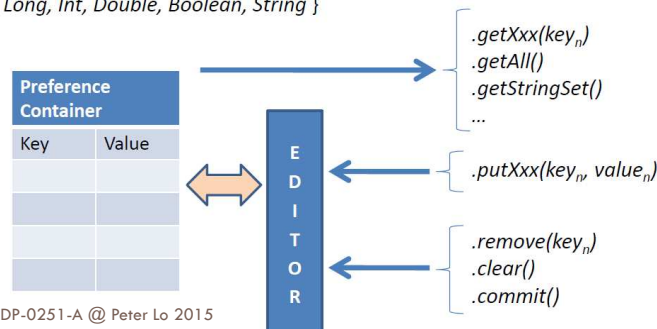 Long, Int, Double, Boolean, String }
.getXxx(keyn)
.getAll()
.getStringSet()
...
Preference
Container
Key Value
E
D
I
T
O
R
.putXxx(keyn, valuen)
.remove(keyn)
.clear()
.commit()
DP-0251-A @ Peter Lo 2015